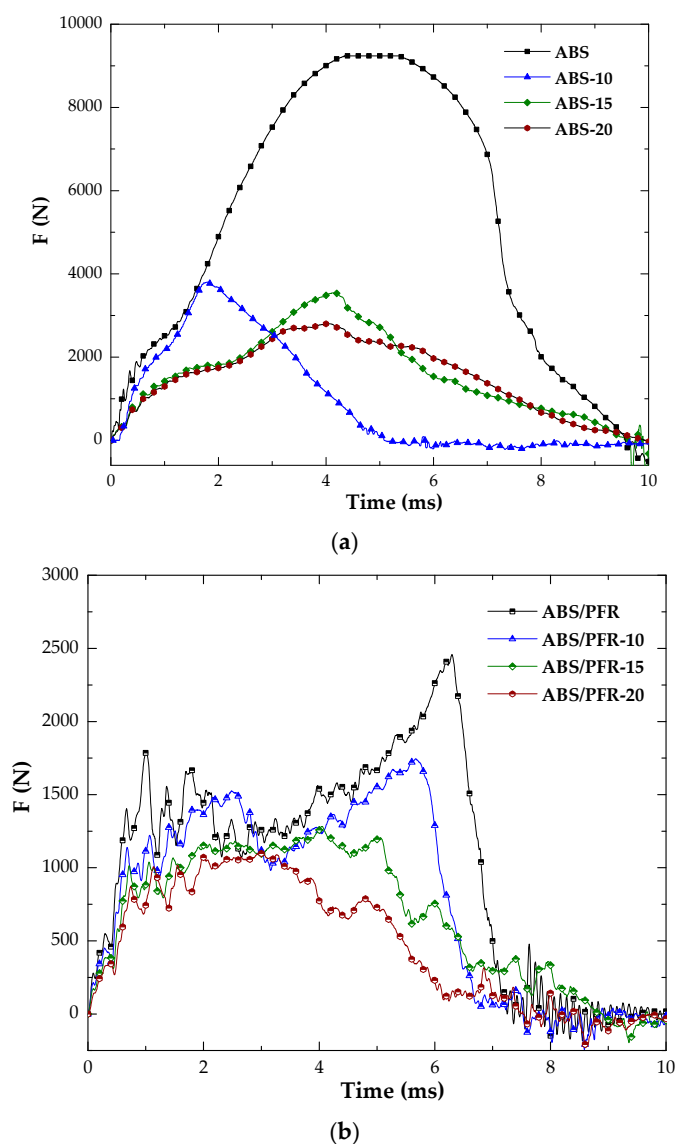 10000
8000
6000
4000
2000
0
F (N)
ABS
ABS-10
ABS-15
ABS-20
0 2 4 6 8 10
Time (ms)
(a)
3000
2500
2000
1500
1000
500
0
F (N)
ABS/PFR
ABS/PFR-10
ABS/PFR-15
ABS/PFR-20
0 2 4 6 8 10
Time (ms)
(b)